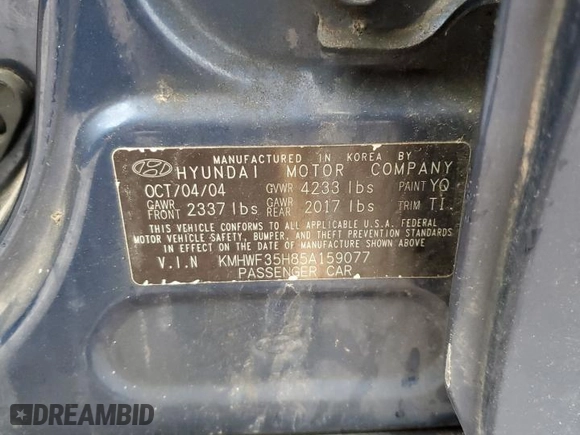 MANUFACTURED IN KOREA BY
HYUNDAI MOTOR COMPANY
OCT/04/04 GVWR 4233 lbs PAINT YQ
GAWR FRONT 2337 lbs GAWR REAR 2017 lbs TRIM TI
THIS VEHICLE CONFORMS TO ALL APPLICABLE U.S.A. FEDERAL
MOTOR VEHICLE SAFETY, BUMPER, AND THEFT PREVENTION STANDARDS
IN EFFECT ON THE DATE OF MANUFACTURE SHOWN ABOVE
V.I.N KMHWF35H85A159077
PASSENGER CAR
DREAMBID